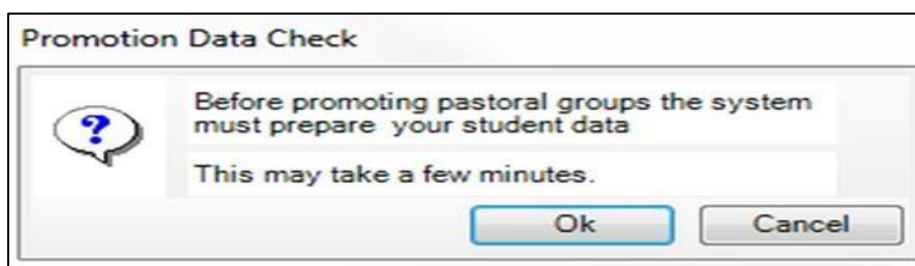 Promotion Data Check
Before promoting pastoral groups the system
must prepare your student data
This may take a few minutes.
Ok
Cancel